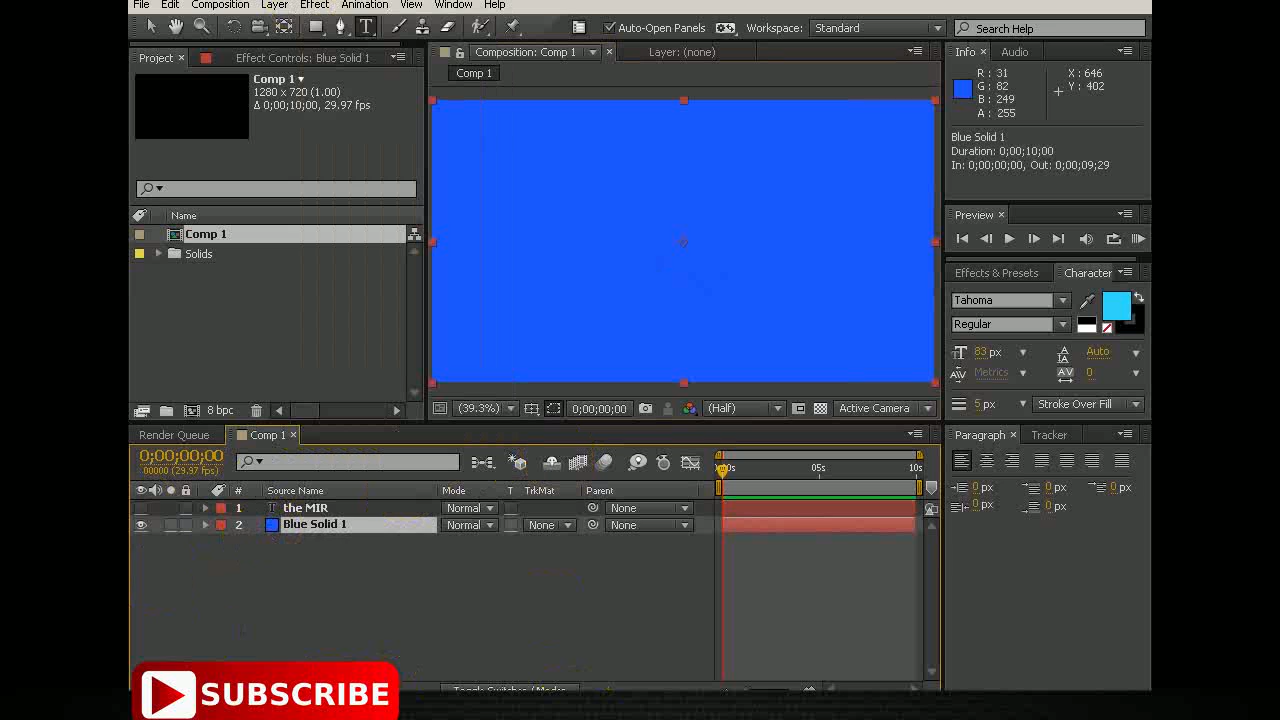 File Edit Composition Layer Effect Animation View Window Help
T Auto-Open Panels Workspace: Standard Search Help
Project × Effect Controls: Blue Solid 1
Composition: Comp 1 × Layer: (none)
Info × Audio
Comp 1
Comp 1
1280 x 720 (1.00)
Δ 0;00;10;00, 29.97 fps
R : 31
G : 82
B : 249
A : 255
X : 646
Y : 402
Blue Solid 1
Duration: 0;00;10;00
In: 0;00;00;00, Out: 0;00;09;29
Name
Comp 1
Solids
Preview ×
Effects & Presets Character
Tahoma
Regular
83 px Auto
Metrics 0
5 px Stroke Over Fill
8 bpc
(39.3%) 0;00;00;00 (Half) Active Camera
Render Queue Comp 1 ×
Paragraph × Tracker
0;00;00;00
00000 (29.97 fps)
05s 10s
0 px 0 px 0 px
0 px 0 px
# Source Name Mode T TrkMat Parent
1 T the MIR Normal None
2 Blue Solid 1 Normal None None
Toggle Switches / Modes
SUBSCRIBE